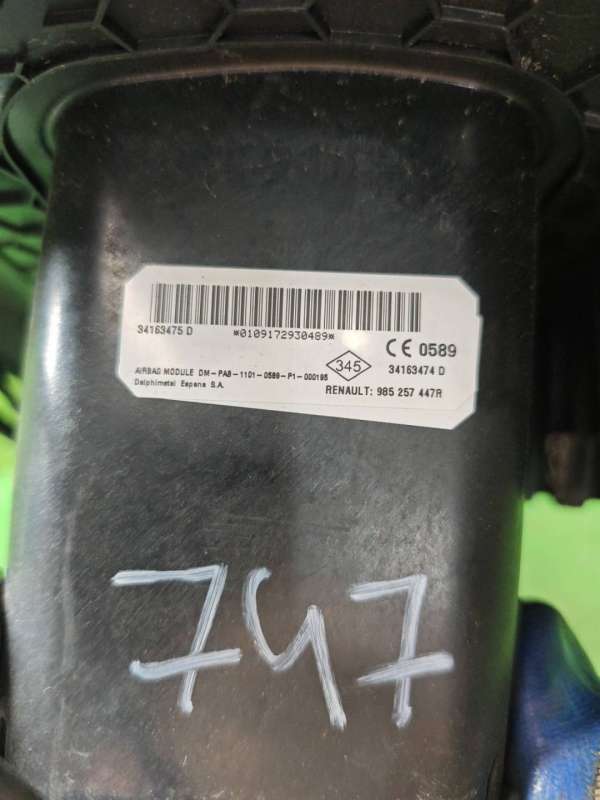 34163475 D *0109172930489*
CE 0589
AIRBAG MODULE DM-PAB-1101-0589-P1-000195 345 34163474 D
Delphimetal Espana S.A. RENAULT: 985 257 447R
747